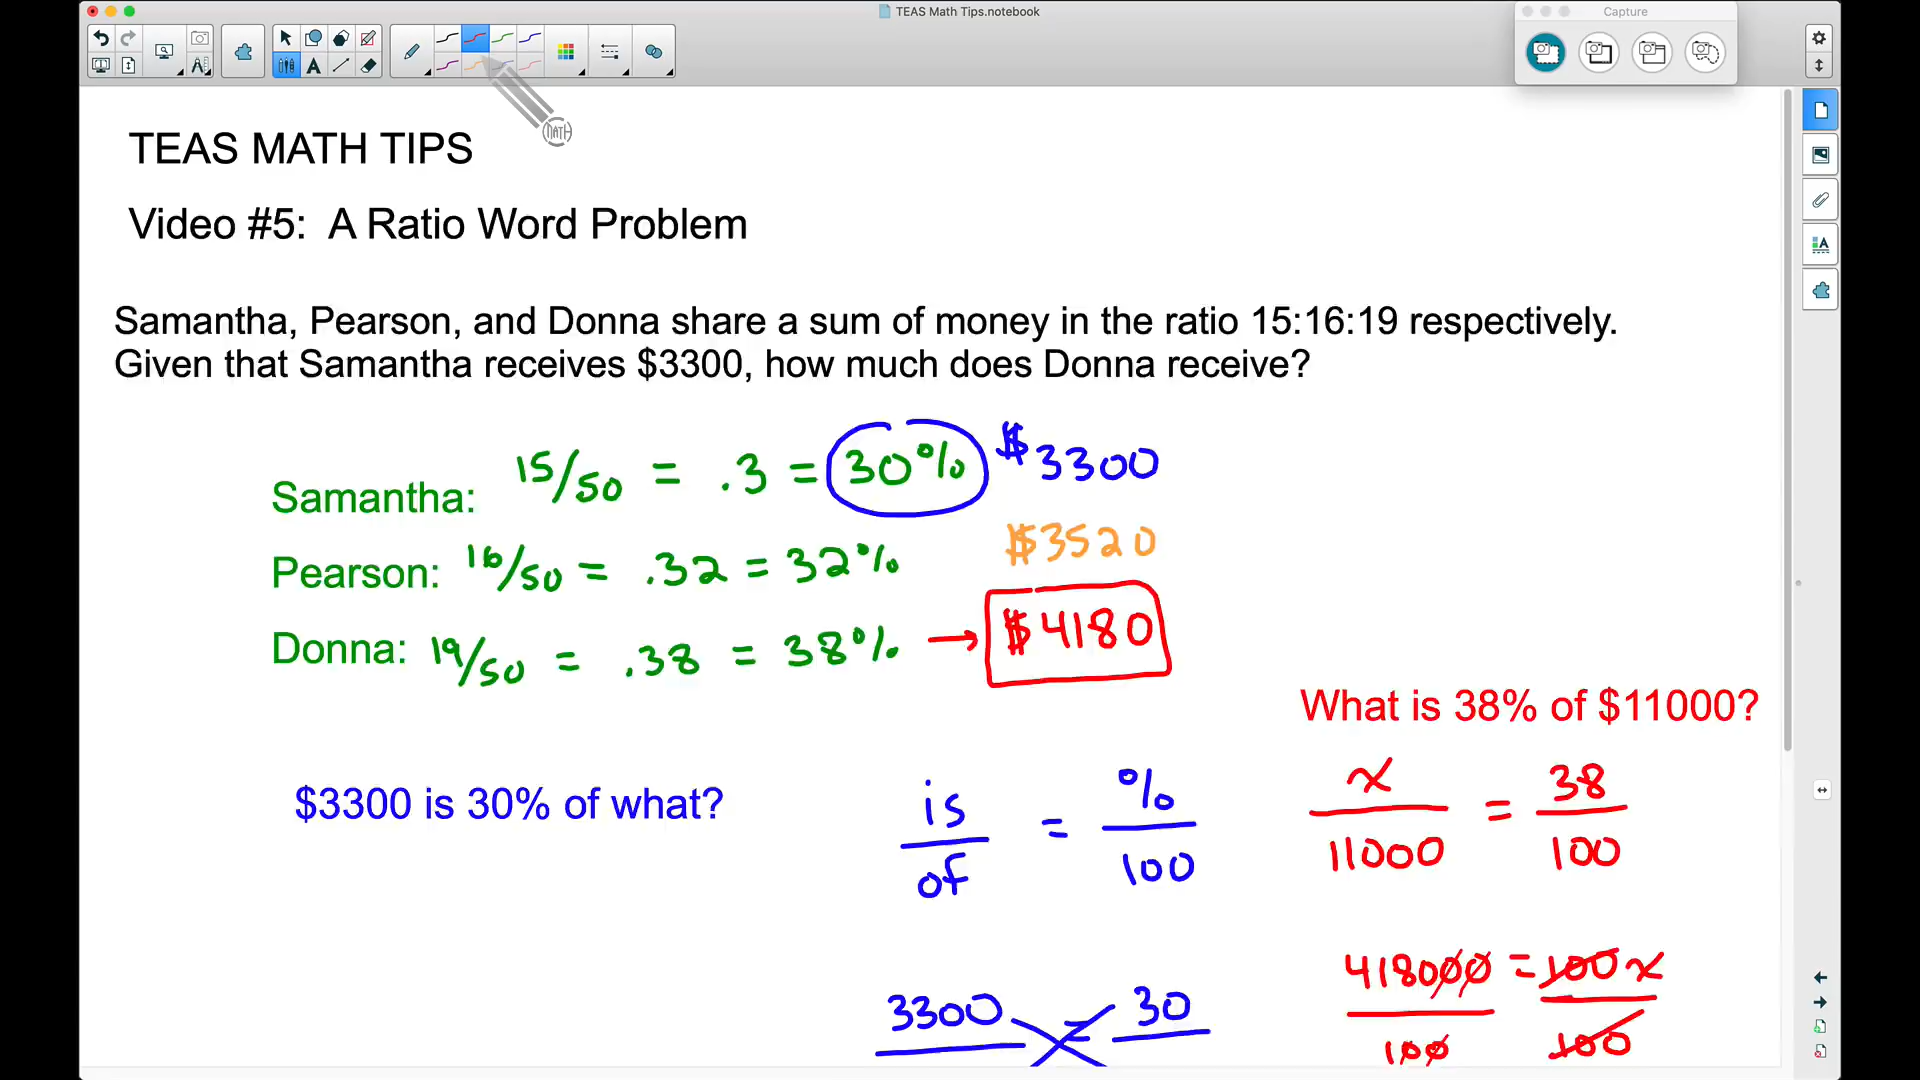 TEAS Math Tips.notebook
Capture
MATH
TEAS MATH TIPS
Video #5: A Ratio Word Problem
Samantha, Pearson, and Donna share a sum of money in the ratio 15:16:19 respectively.
Given that Samantha receives $3300, how much does Donna receive?
Samantha: 15/50 = .3 = 30% $3300
Pearson: 16/50 = .32 = 32% $3520
Donna: 19/50 = .38 = 38% → $4180
What is 38% of $11000?
$3300 is 30% of what?
is/of = %/100
x/11000 = 38/100
3300 = 30
418000/100 = 100x/100